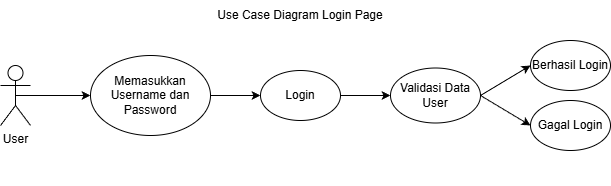 Use Case Diagram Login Page
User
Memasukkan
Username dan
Password
Login
Validasi Data
User
Berhasil Login
Gagal Login